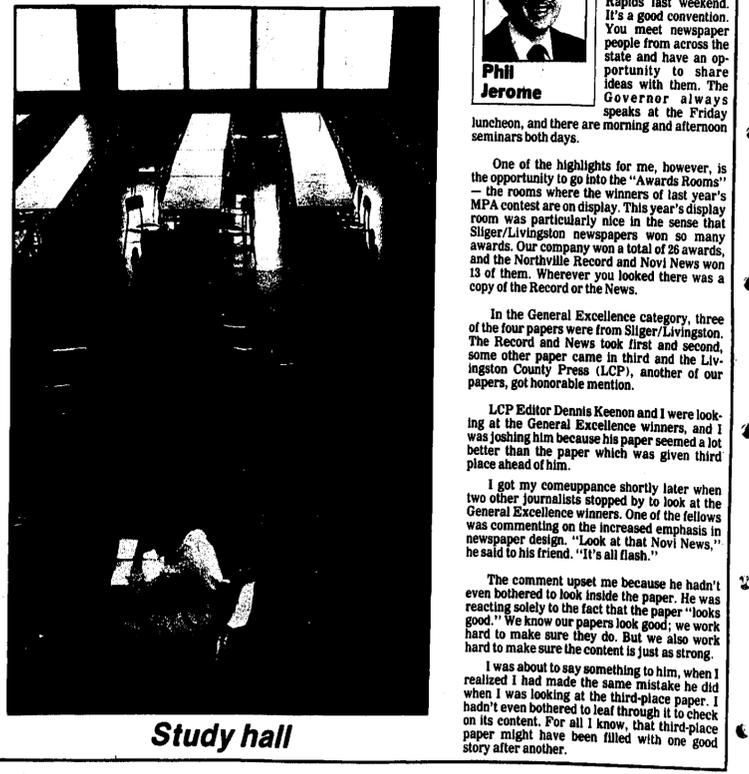 Rapids last weekend.
It's a good convention.
You meet newspaper
people from across the
state and have an op-
portunity to share
ideas with them. The
Governor always
speaks at the Friday
luncheon, and there are morning and afternoon
seminars both days.
Phil
Jerome
One of the highlights for me, however, is
the opportunity to go into the "Awards Rooms"
— the rooms where the winners of last year's
MPA contest are on display. This year's display
room was particularly nice in the sense that
Sliger/Livingston newspapers won so many
awards. Our company won a total of 26 awards,
and the Northville Record and Novi News won
13 of them. Wherever you looked there was a
copy of the Record or the News.
In the General Excellence category, three
of the four papers were from Sliger/Livingston.
The Record and News took first and second,
some other paper came in third and the Liv-
ingston County Press (LCP), another of our
papers, got honorable mention.
LCP Editor Dennis Keenon and I were look-
ing at the General Excellence winners, and I
was joshing him because his paper seemed a lot
better than the paper which was given third
place ahead of him.
I got my comeuppance shortly later when
two other journalists stopped by to look at the
General Excellence winners. One of the fellows
was commenting on the increased emphasis in
newspaper design. "Look at that Novi News,"
he said to his friend. "It's all flash."
The comment upset me because he hadn't
even bothered to look inside the paper. He was
reacting solely to the fact that the paper "looks
good." We know our papers look good; we work
hard to make sure they do. But we also work
hard to make sure the content is just as strong.
I was about to say something to him, when I
realized I had made the same mistake he did
when I was looking at the third-place paper. I
hadn't even bothered to leaf through it to check
on its content. For all I know, that third-place
paper might have been filled with one good
story after another.
Study hall